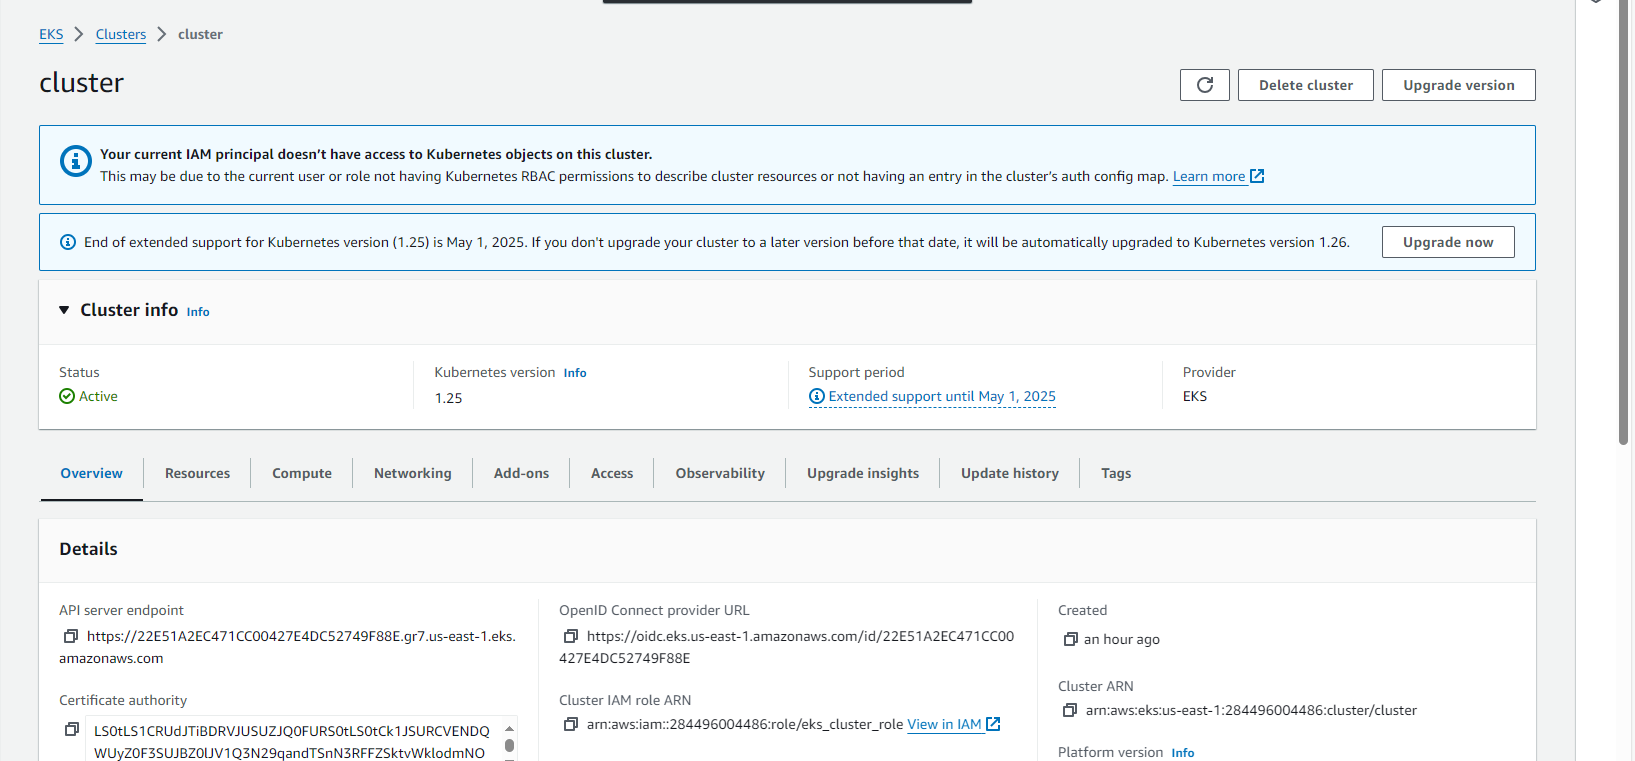 EKS > Clusters > cluster
cluster
Delete cluster
Upgrade version
Your current IAM principal doesn’t have access to Kubernetes objects on this cluster.
This may be due to the current user or role not having Kubernetes RBAC permissions to describe cluster resources or not having an entry in the cluster’s auth config map. Learn more
End of extended support for Kubernetes version (1.25) is May 1, 2025. If you don't upgrade your cluster to a later version before that date, it will be automatically upgraded to Kubernetes version 1.26.
Upgrade now
Cluster info Info
Status
Active
Kubernetes version Info
1.25
Support period
Extended support until May 1, 2025
Provider
EKS
Overview
Resources
Compute
Networking
Add-ons
Access
Observability
Upgrade insights
Update history
Tags
Details
API server endpoint
https://22E51A2EC471CC00427E4DC52749F88E.gr7.us-east-1.eks.
amazonaws.com
Certificate authority
LS0tLS1CRUdJTiBDRVJUSUZJQ0FURS0tLS0tCk1JSURCVENDQ
WUyZ0F3SUJBZ0lJV1Q3N29qandTSnN3RFFZSktvWklodmNO
OpenID Connect provider URL
https://oidc.eks.us-east-1.amazonaws.com/id/22E51A2EC471CC00
427E4DC52749F88E
Cluster IAM role ARN
arn:aws:iam::284496004486:role/eks_cluster_role View in IAM
Created
an hour ago
Cluster ARN
arn:aws:eks:us-east-1:284496004486:cluster/cluster
Platform version Info